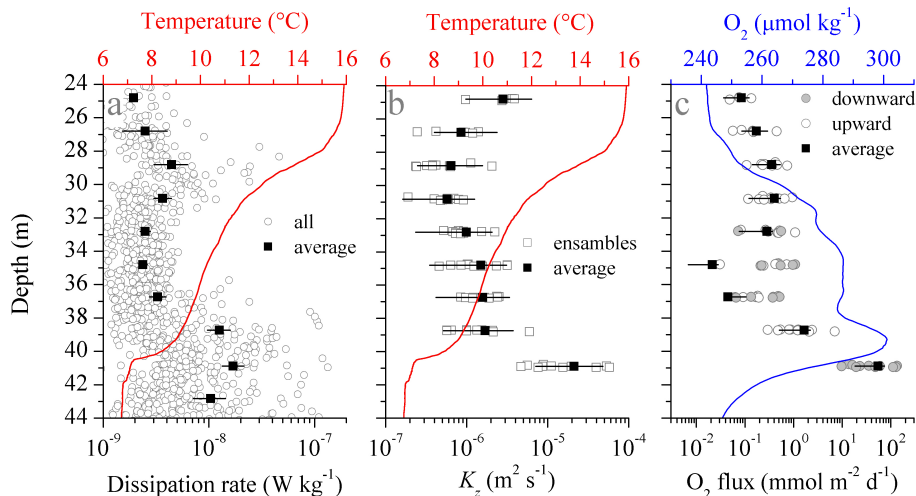 Temperature (°C)
Temperature (°C)
O2 (μmol kg-1)
6 8 10 12 14 16
6 8 10 12 14 16
240 260 280 300
24
26
28
30
32
34
36
38
40
42
44
Depth (m)
a
all
average
b
ensambles
average
c
downward
upward
average
10-9 10-8 10-7
10-7 10-6 10-5 10-4
10-2 10-1 100 101 102
Dissipation rate (W kg-1)
Kz (m2 s-1)
O2 flux (mmol m-2 d-1)